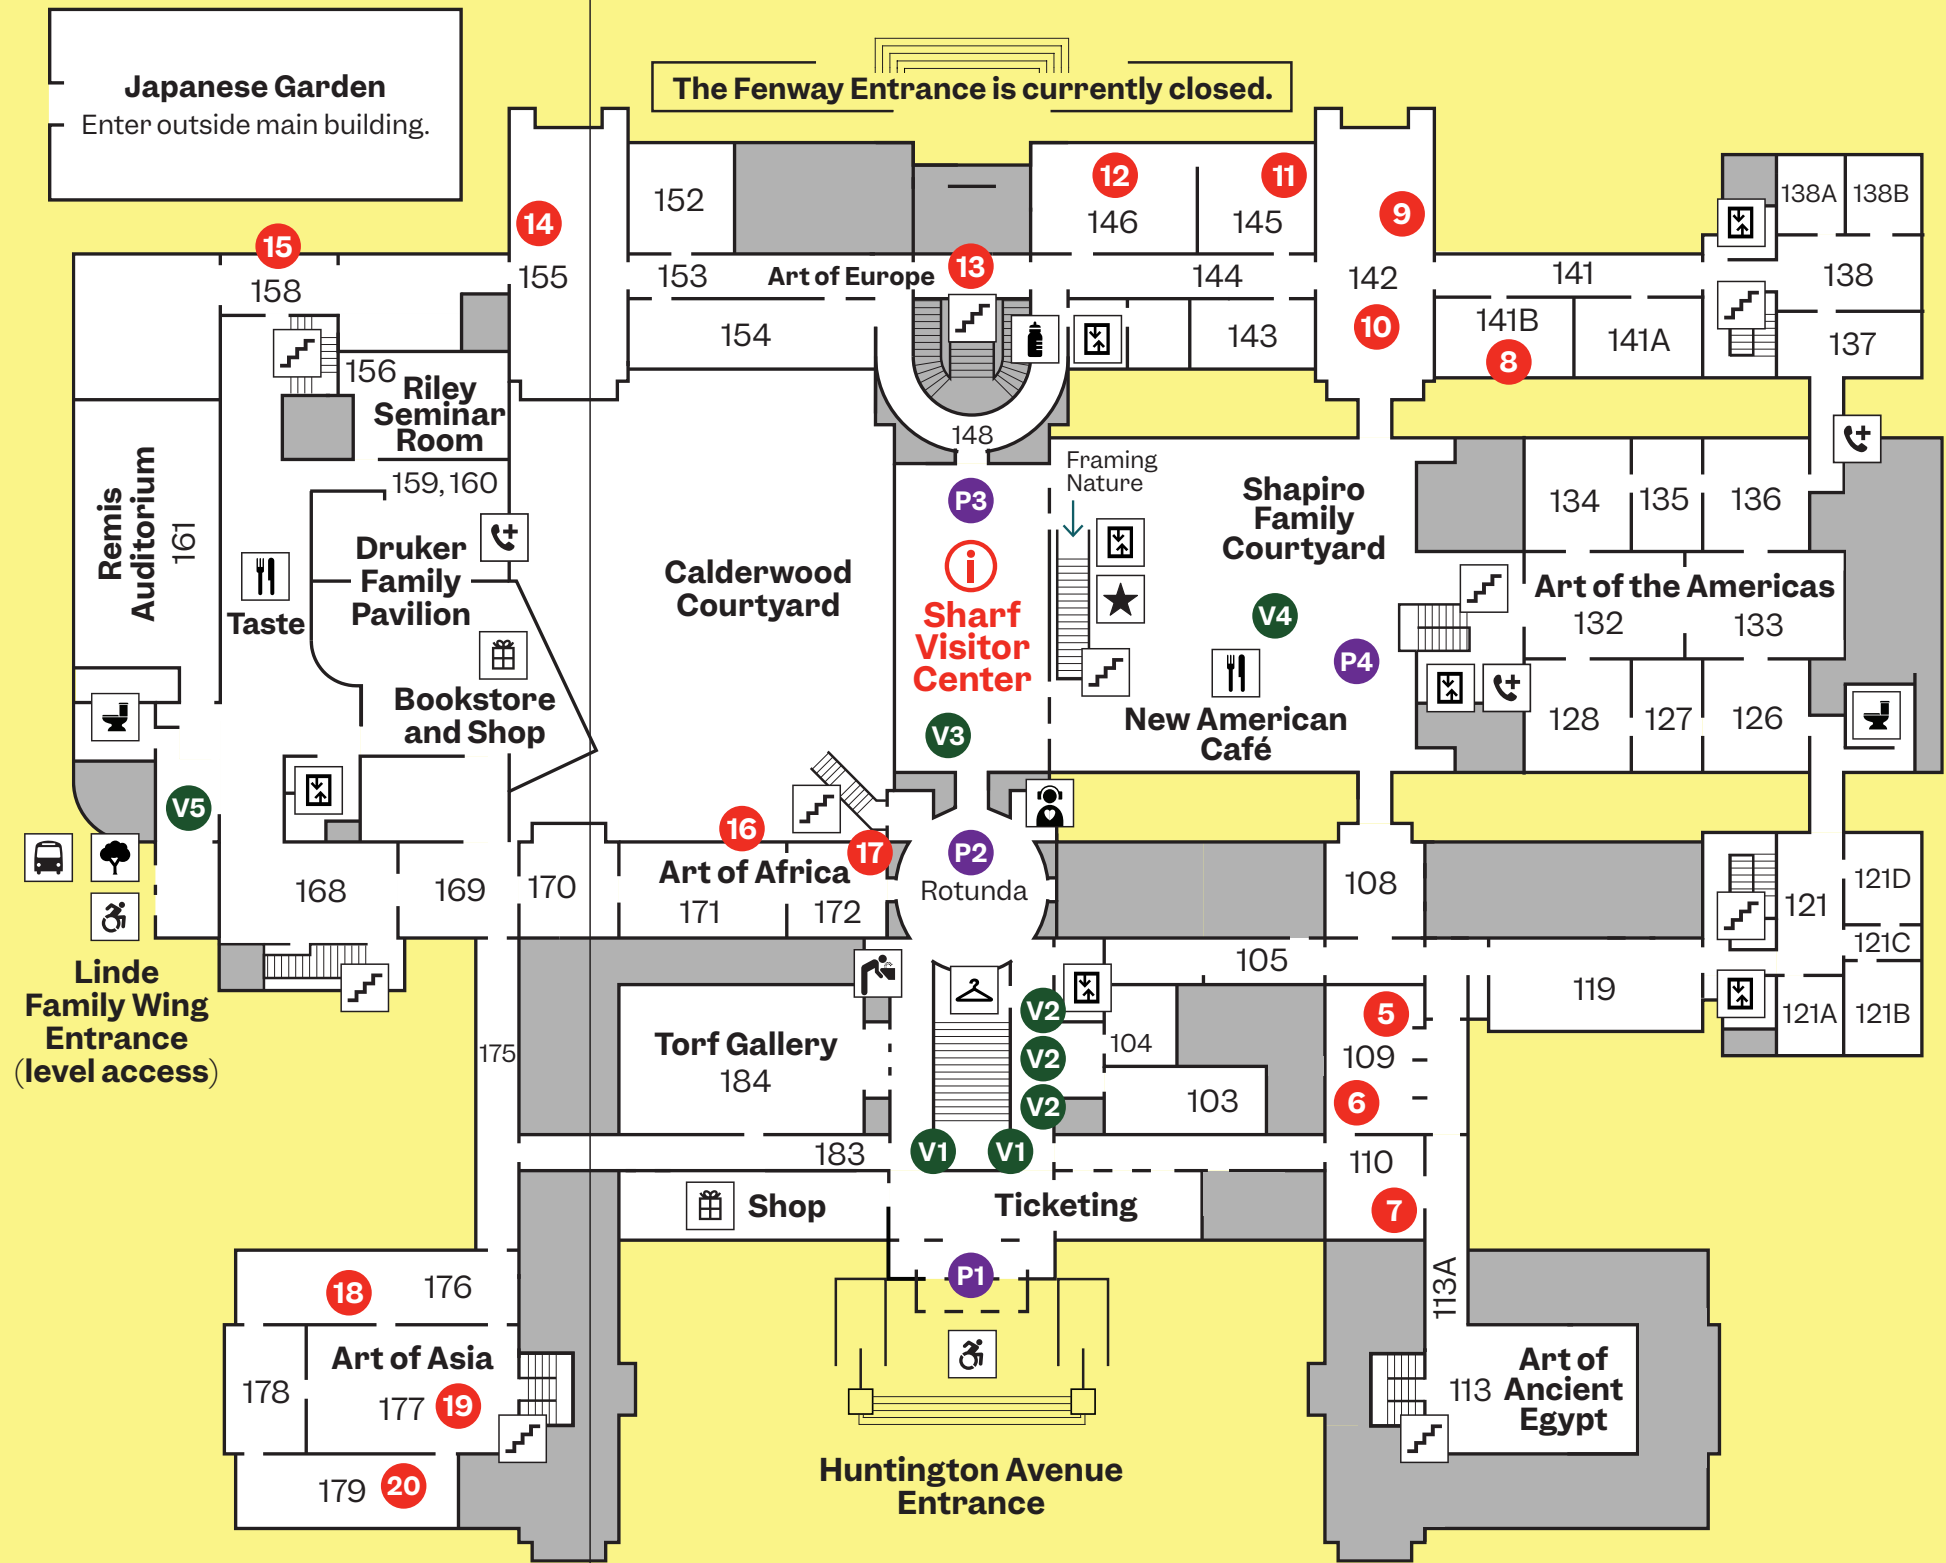 Japanese Garden
Enter outside main building.
The Fenway Entrance is currently closed.
14
152
12
146
11
145
9
138A
138B
15
158
155
153
Art of Europe
13
144
142
141
138
154
143
10
141B
8
141A
137
156
Riley
Seminar
Room
148
159, 160
Framing
Nature
P3
Shapiro
Family
Courtyard
134
135
136
Remis
Auditorium
161
Druker
Family
Pavilion
Taste
Calderwood
Courtyard
i
Sharf
Visitor
Center
V3
V4
P4
New American
Café
Art of the Americas
132
133
128
127
126
Bookstore
and Shop
V5
16
17
P2
Rotunda
Art of Africa
168
169
170
171
172
108
121
121D
121C
121A
121B
Linde
Family Wing
Entrance
(level access)
175
Torf Gallery
184
V2
V2
V2
104
103
105
5
109
6
119
183
V1
V1
110
7
Shop
Ticketing
P1
113A
18
176
Art of Asia
178
177
19
179
20
113
Art of
Ancient
Egypt
Huntington Avenue
Entrance